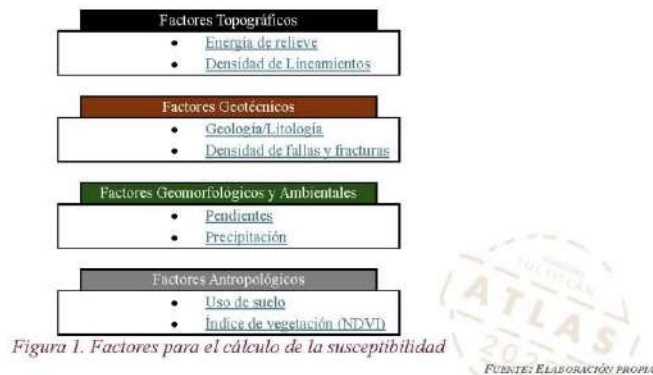 Factores Topográficos
• Energía de relieve
• Densidad de Lineamientos
Factores Geotécnicos
• Geología/Litología
• Densidad de fallas y fracturas
Factores Geomorfológicos y Ambientales
• Pendientes
• Precipitación
Factores Antropológicos
• Uso de suelo
• Índice de vegetación (NDVI)
Figura 1. Factores para el cálculo de la susceptibilidad
ATLAS
FUENTE: ELABORACIÓN PROPIA